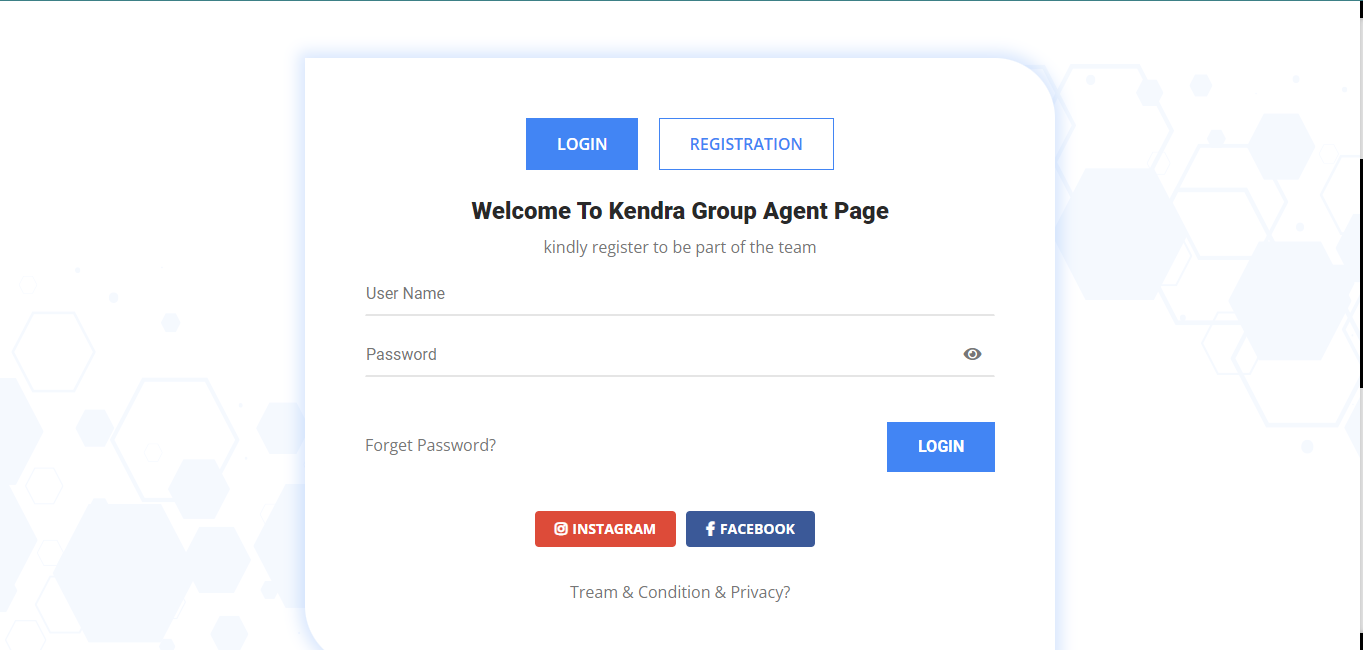 LOGIN REGISTRATION
Welcome To Kendra Group Agent Page
kindly register to be part of the team
User Name
Password
Forget Password? LOGIN
INSTAGRAM FACEBOOK
Tream & Condition & Privacy?